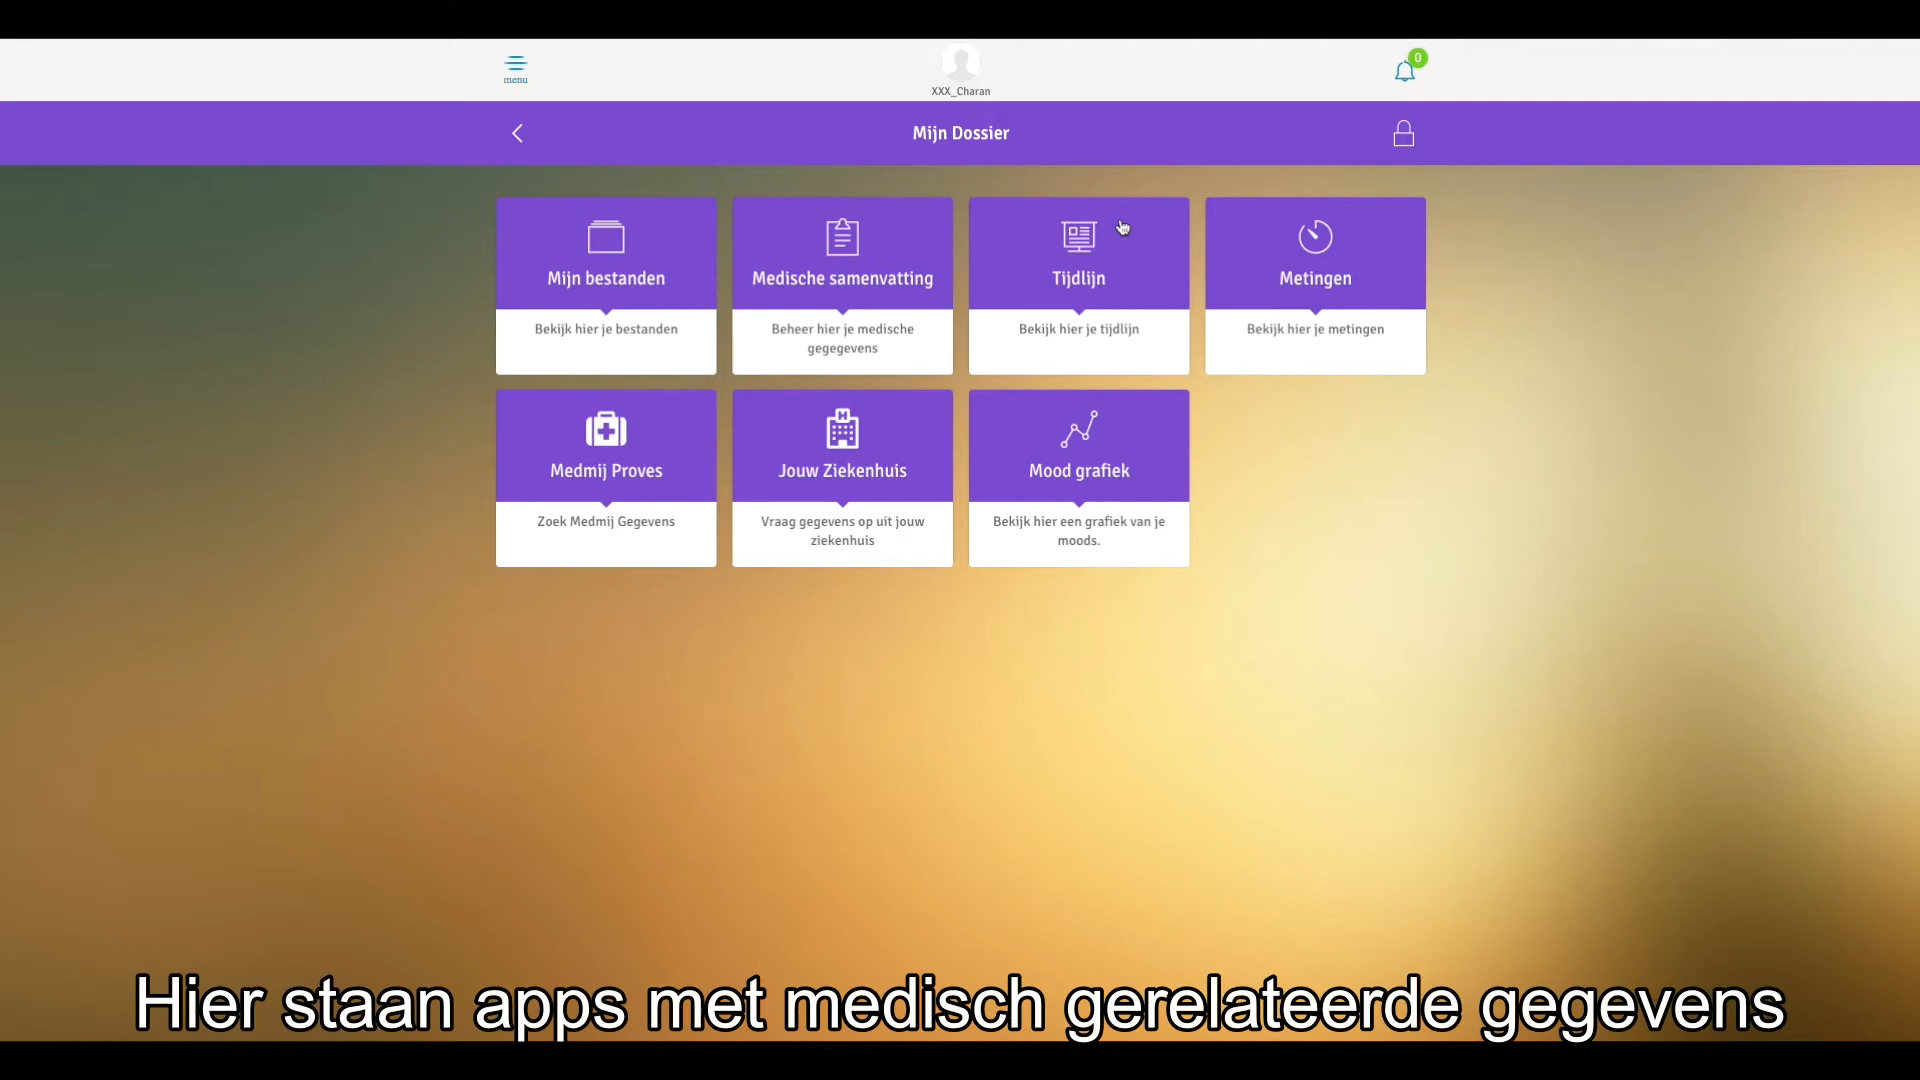 menu
XXX_Charan
0
Mijn Dossier
Mijn bestanden
Bekijk hier je bestanden
Medische samenvatting
Beheer hier je medische
gegegevens
Tijdlijn
Bekijk hier je tijdlijn
Metingen
Bekijk hier je metingen
Medmij Proves
Zoek Medmij Gegevens
Jouw Ziekenhuis
Vraag gegevens op uit jouw
ziekenhuis
Mood grafiek
Bekijk hier een grafiek van je
moods.
Hier staan apps met medisch gerelateerde gegevens